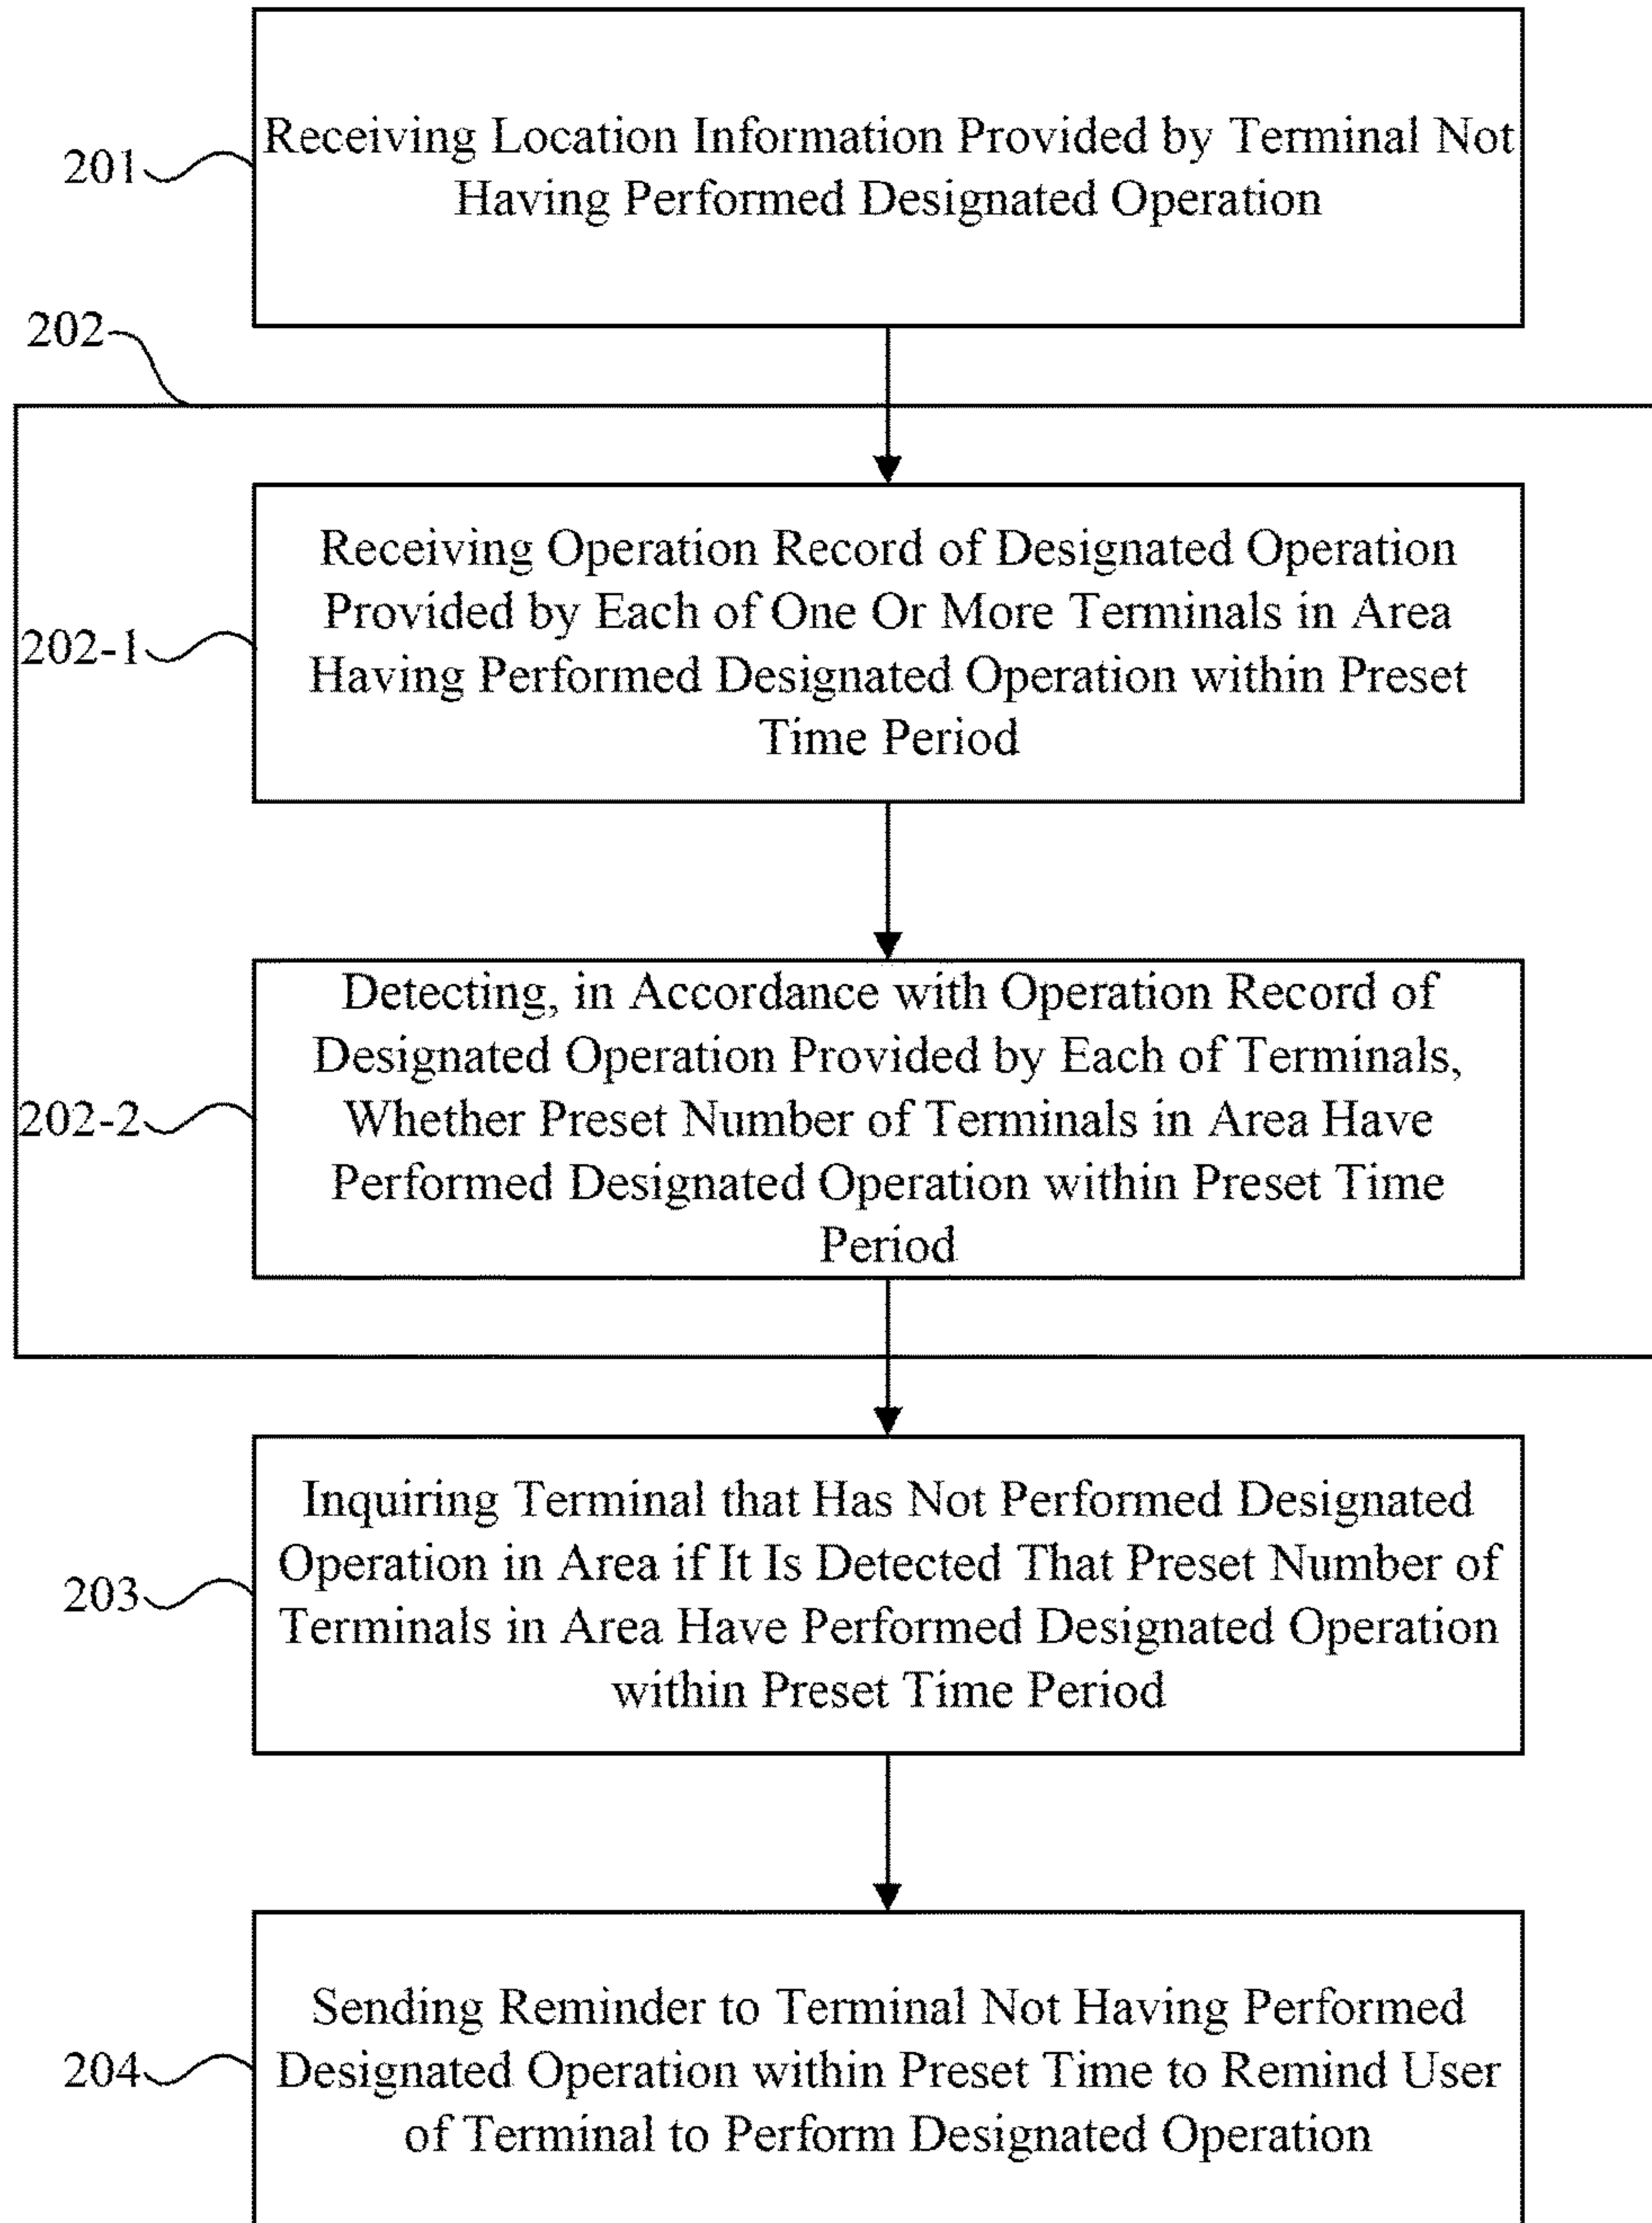 201
Receiving Location Information Provided by Terminal Not
Having Performed Designated Operation
202
202-1
Receiving Operation Record of Designated Operation
Provided by Each of One Or More Terminals in Area
Having Performed Designated Operation within Preset
Time Period
202-2
Detecting, in Accordance with Operation Record of
Designated Operation Provided by Each of Terminals,
Whether Preset Number of Terminals in Area Have
Performed Designated Operation within Preset Time
Period
203
Inquiring Terminal that Has Not Performed Designated
Operation in Area if It Is Detected That Preset Number of
Terminals in Area Have Performed Designated Operation
within Preset Time Period
204
Sending Reminder to Terminal Not Having Performed
Designated Operation within Preset Time to Remind User
of Terminal to Perform Designated Operation